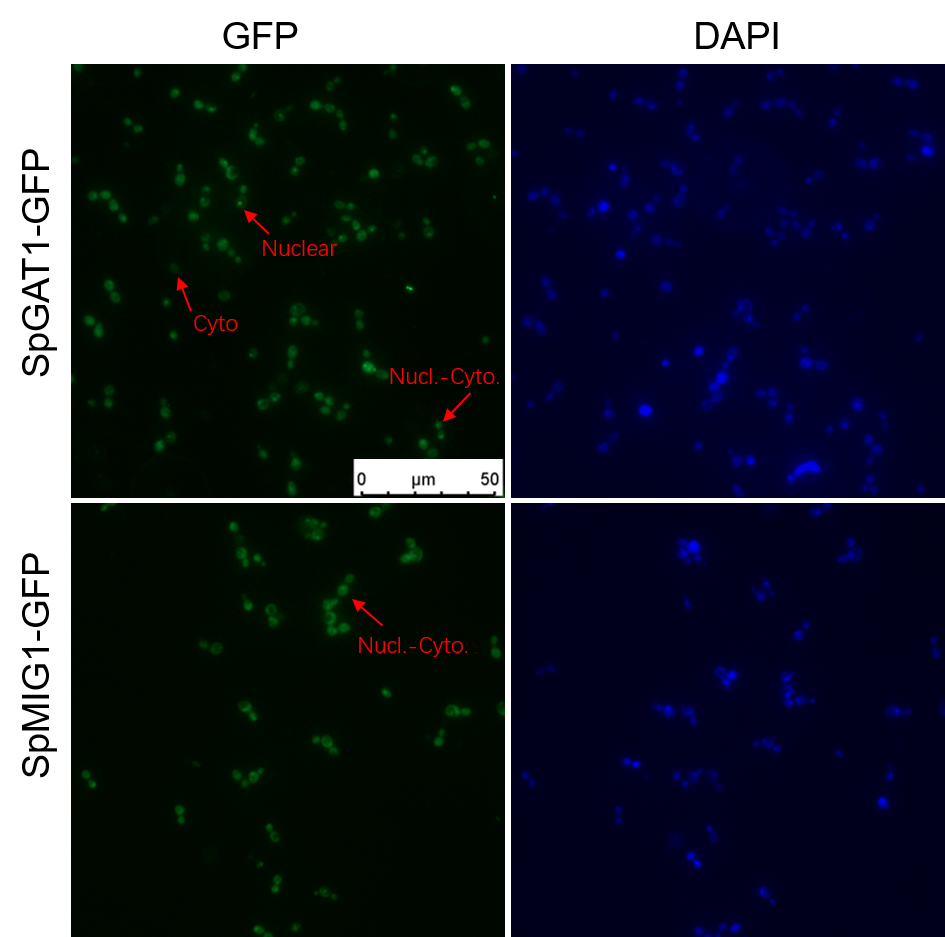 GFP
DAPI
SpGAT1-GFP
Nuclear
Cyto
Nucl.-Cyto.
0 µm 50
SpMIG1-GFP
Nucl.-Cyto.